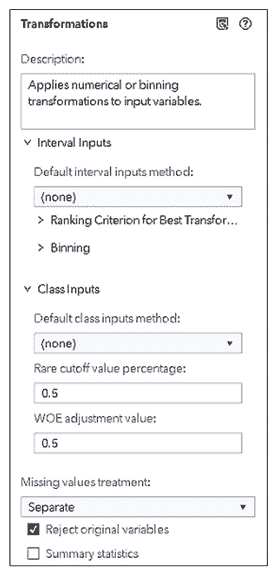 Transformations
Description:
Applies numerical or binning
transformations to input variables.
Interval Inputs
Default interval inputs method:
(none)
Ranking Criterion for Best Transfor...
Binning
Class Inputs
Default class inputs method:
(none)
Rare cutoff value percentage:
0.5
WOE adjustment value:
0.5
Missing values treatment:
Separate
Reject original variables
Summary statistics